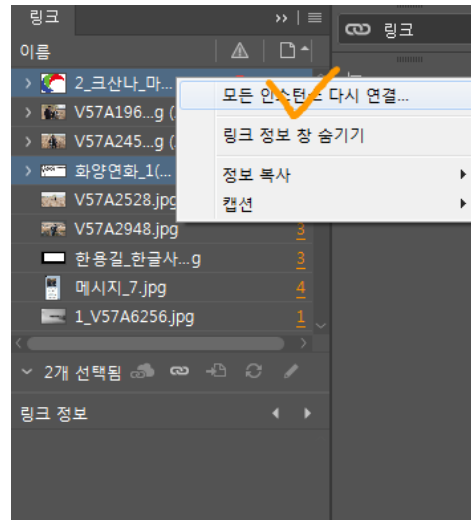 링크
링크
이름
2_크산나_마...
모든 인스턴스 다시 연결...
V57A196...g (
링크 정보 창 숨기기
V57A245...g (
화양연화_1(...
정보 복사
V57A2528.jpg
캡션
V57A2948.jpg 3
한용길_한글사...g 3
메시지_7.jpg 4
1_V57A6256.jpg 1
2개 선택됨
링크 정보